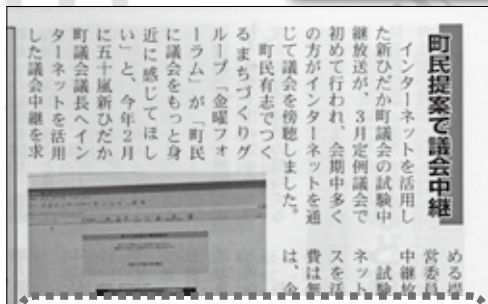 町民提案で議会中継
インターネットを活用し
た新ひだか町議会の試験中
継放送が、3月定例議会で
初めて行われ、会期中多く
の方がインターネットを通
じて議会を傍聴しました。
町民有志でつく
るまちづくりグ
ループ「金曜フォ
ーラム」が「町民
に議会をもっと身
近に感じてほし
い」と、今年2月
に五十嵐新ひだか
町議会議長へイン
ターネットを活用
した議会中継を求
める
営委員
中継放
試験
ネット
スを活
費は無
は、